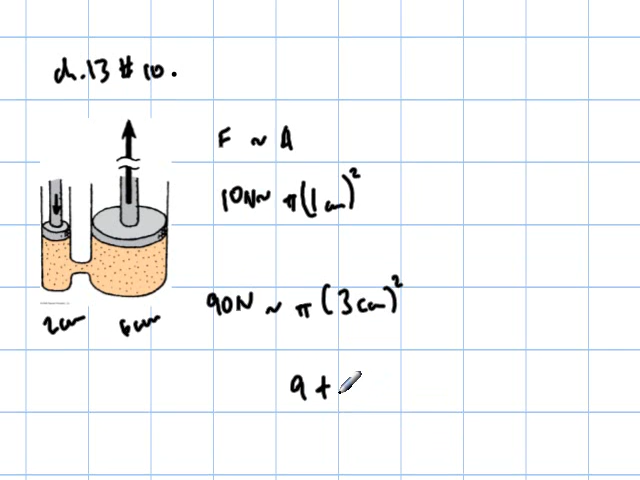 ch.13 #10.
F ~ A
10N ~ π(1cm)²
90N ~ π(3cm)²
2cm 6cm
9 +